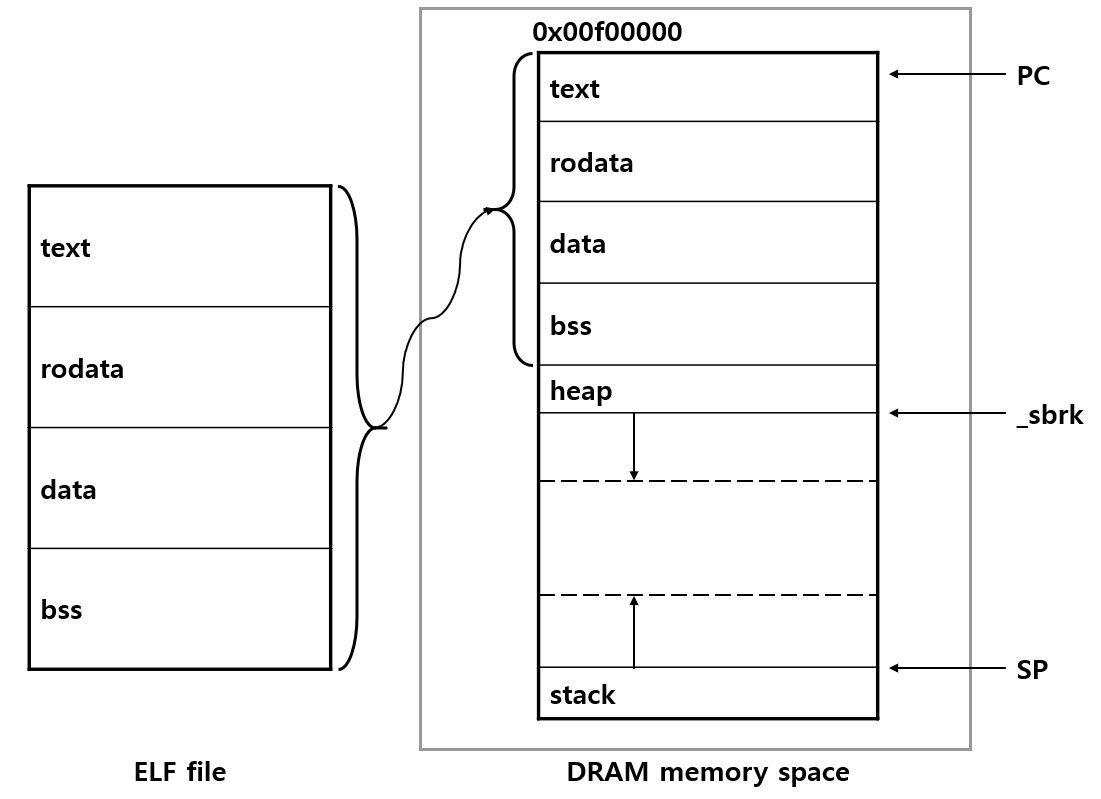 0x00f00000
text
PC
rodata
data
bss
heap
_sbrk
SP
stack
text
rodata
data
bss
ELF file
DRAM memory space